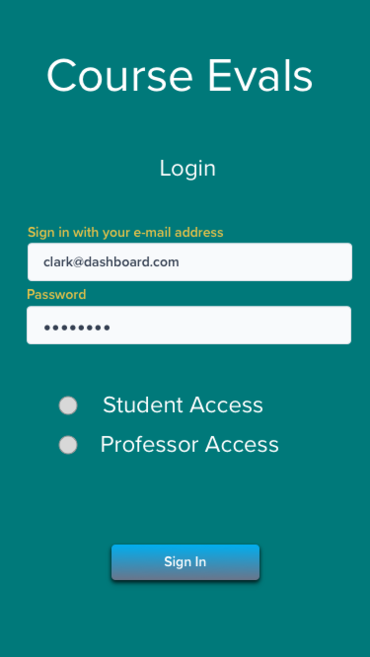 Course Evals
Login
Sign in with your e-mail address
clark@dashboard.com
Password
••••••••
Student Access
Professor Access
Sign In